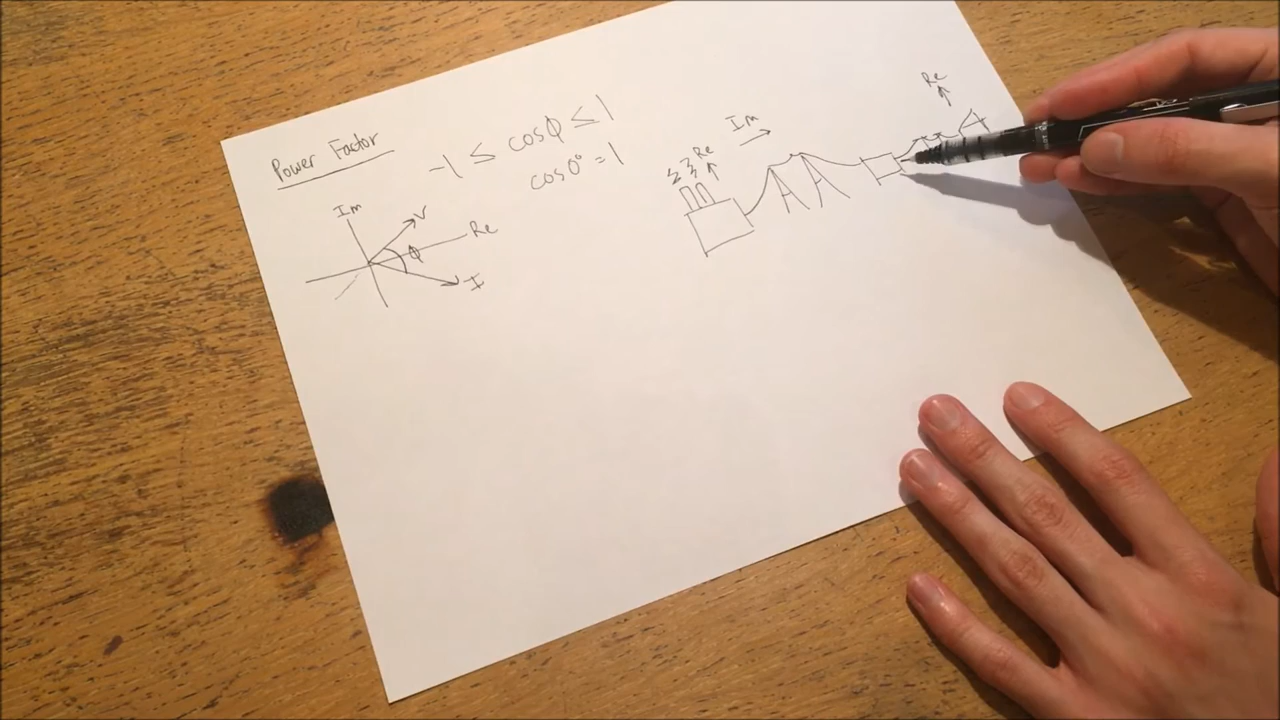 Power Factor
-1 ≤ cosϕ ≤ 1
cos0° = 1
Im
V
Re
ϕ
I
Im
Re
Re